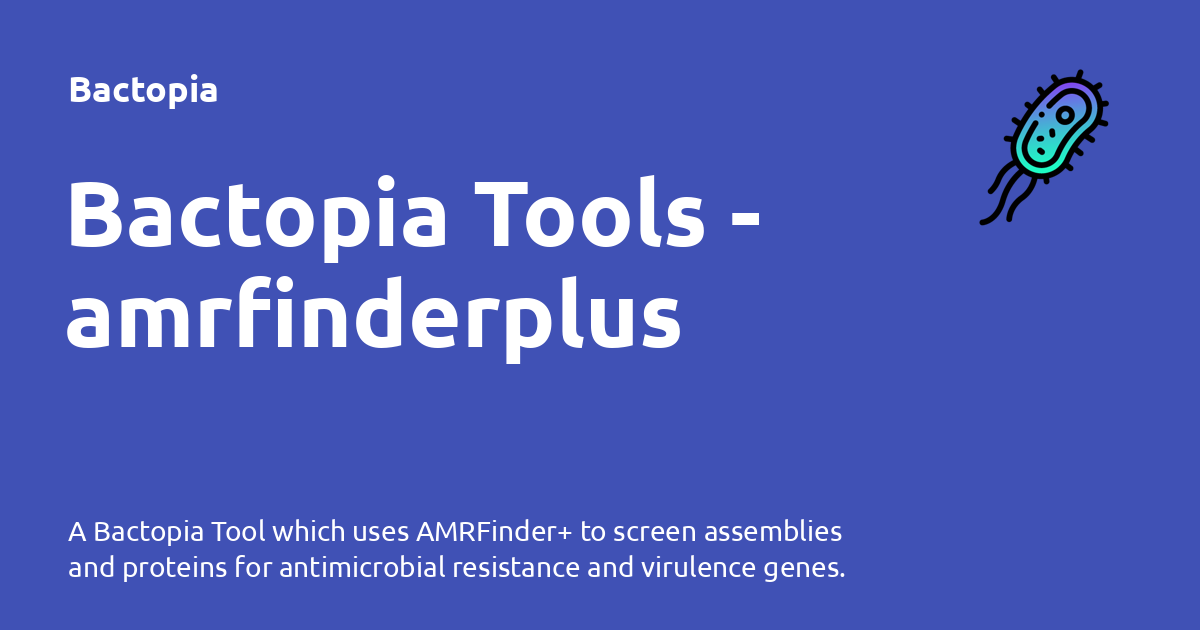 Bactopia
Bactopia Tools -
amrfinderplus
A Bactopia Tool which uses AMRFinder+ to screen assemblies
and proteins for antimicrobial resistance and virulence genes.